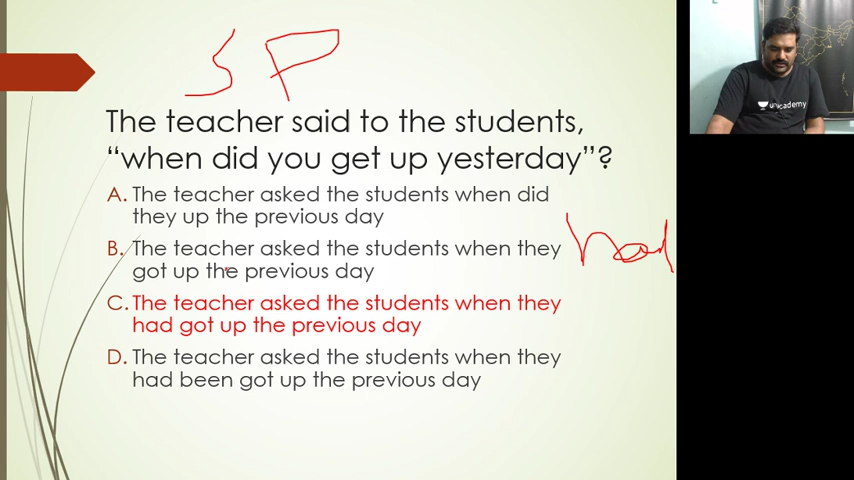 S P
The teacher said to the students,
“when did you get up yesterday”?
A. The teacher asked the students when did
they up the previous day
B. The teacher asked the students when they
got up the previous day
had
C. The teacher asked the students when they
had got up the previous day
D. The teacher asked the students when they
had been got up the previous day
unacademy